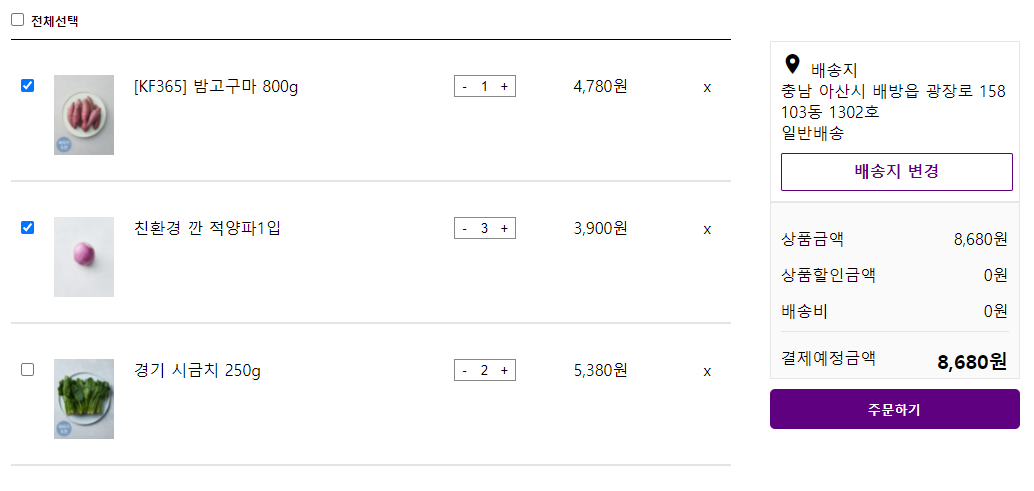 전체선택
[KF365] 밤고구마 800g
- 1 +
4,780원
x
친환경 깐 적양파1입
- 3 +
3,900원
x
경기 시금치 250g
- 2 +
5,380원
x
배송지
충남 아산시 배방읍 광장로 158
103동 1302호
일반배송
배송지 변경
상품금액 8,680원
상품할인금액 0원
배송비 0원
결제예정금액 8,680원
주문하기